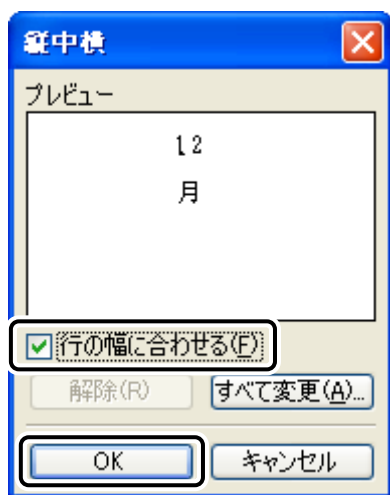 縦中横
プレビュー
12
月
行の幅に合わせる(F)
解除(R) すべて変更(A)...
OK キャンセル